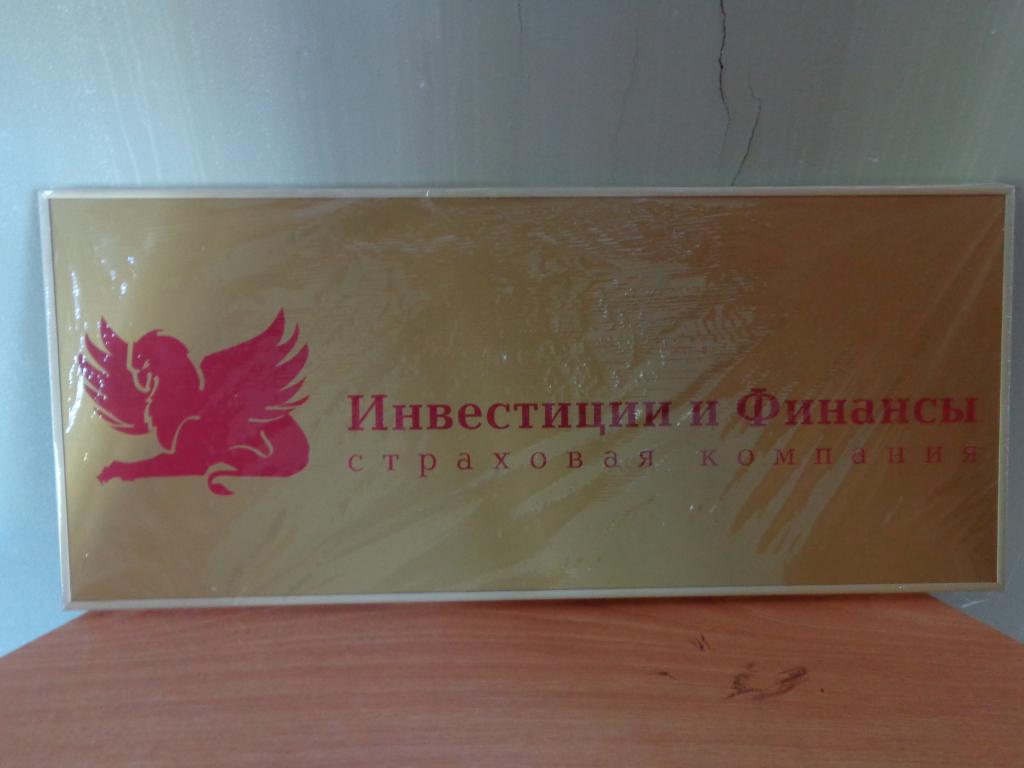 Инвестиции и Финансы
страховая компания